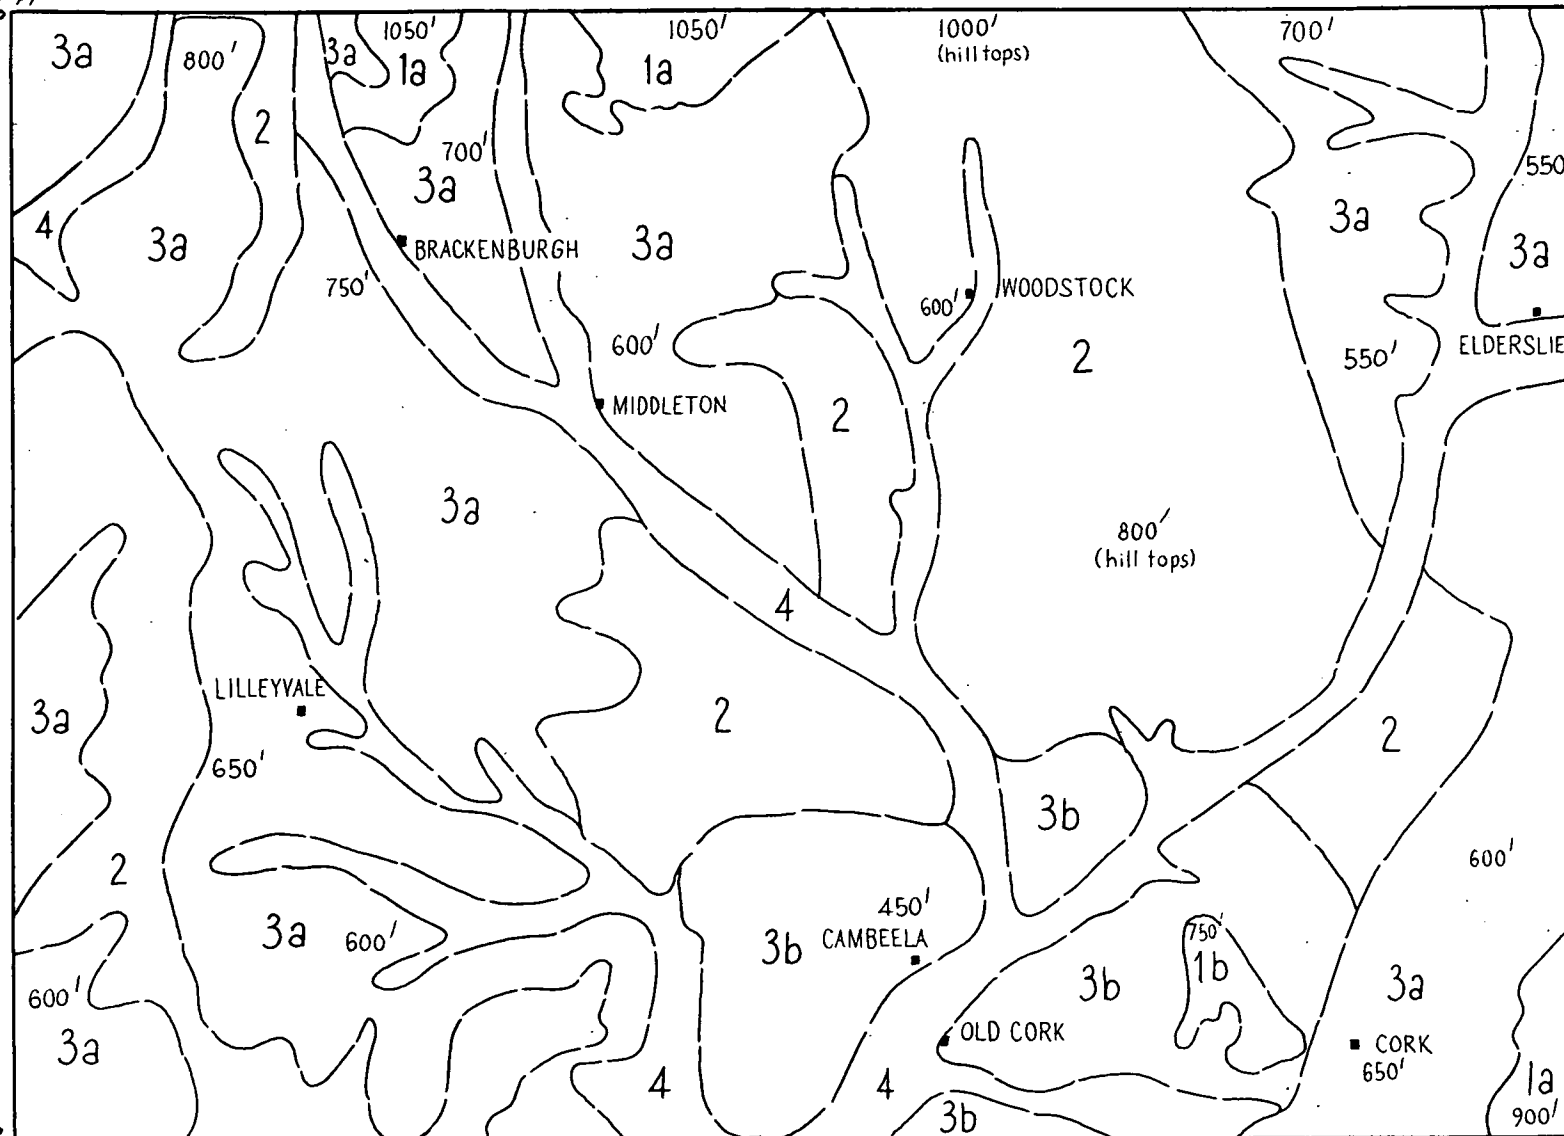 1050'
1050'
1000'
(hill tops)
700'
3a
800'
3a
1a
1a
2
700'
550
3a
4
3a
3a
3a
3a
BRACKENBURGH
750'
600'
WOODSTOCK
600'
2
550'
ELDERSLIE
MIDDLETON
2
3a
800'
(hill tops)
4
LILLEYVALE
3a
2
2
650'
3b
2
600'
450'
3a
600'
3b
CAMBEELA
750'
1b
3b
3a
600'
3a
OLD CORK
CORK
650'
4
4
1a
3b
900'